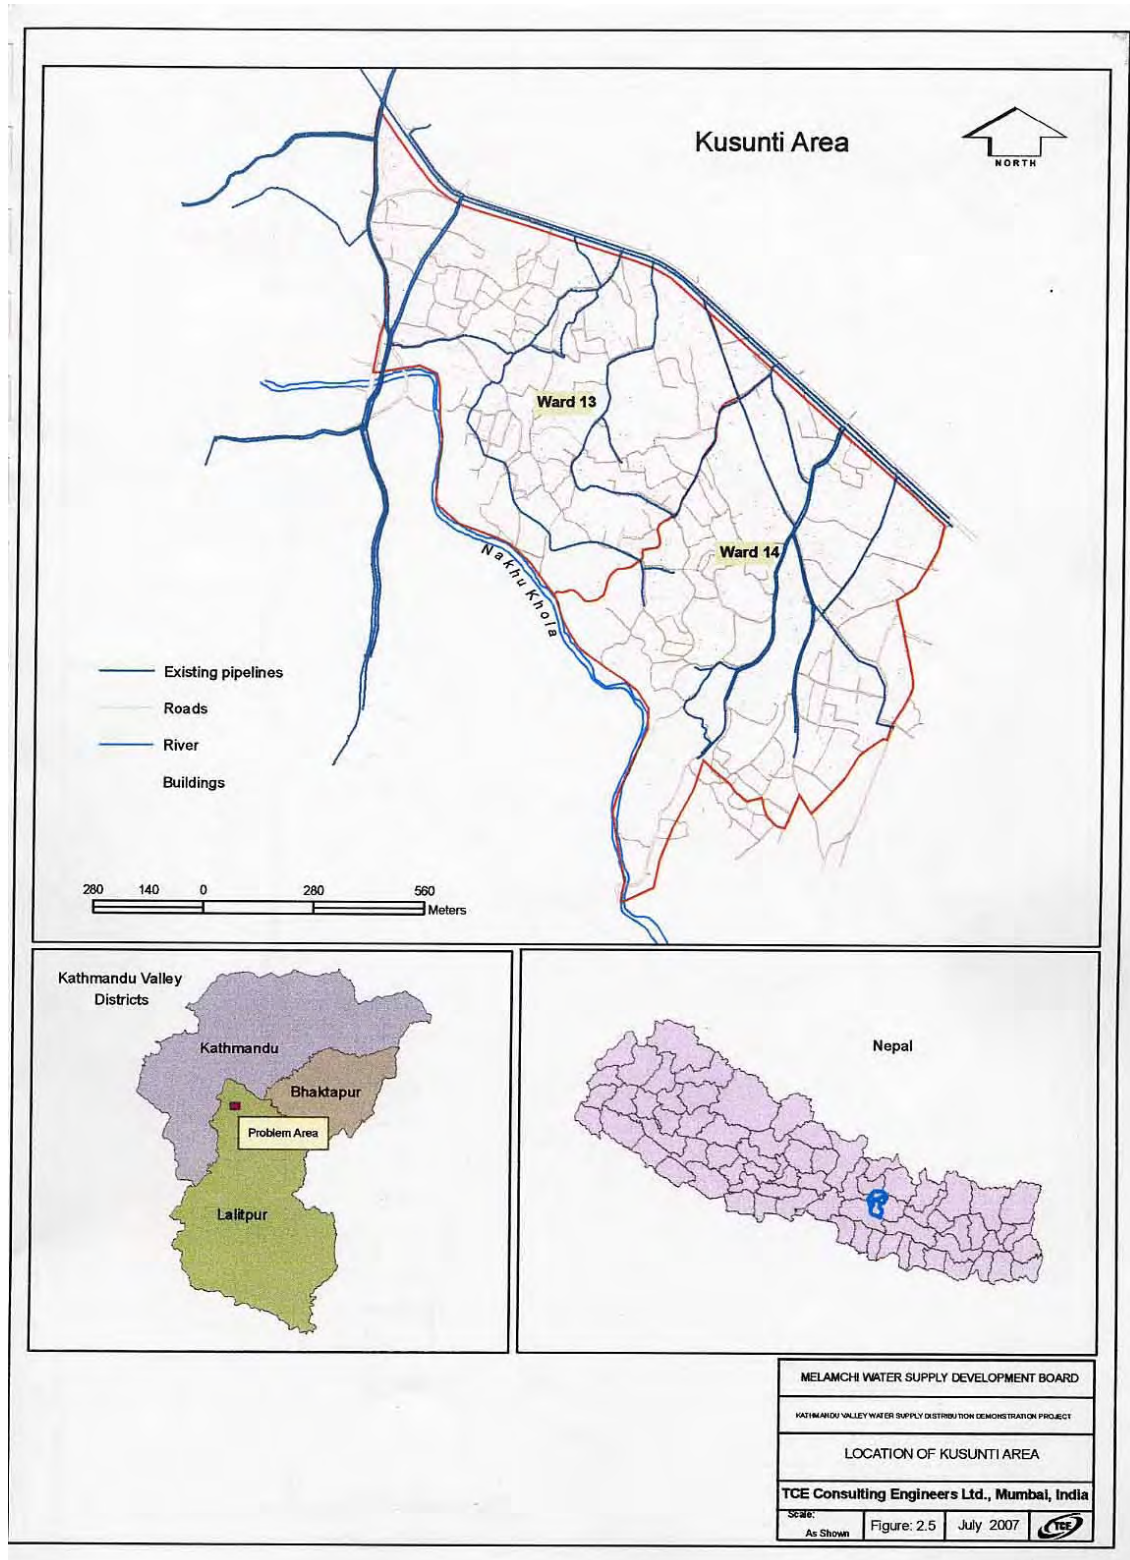 Kusunti Area
NORTH
Ward 13
Ward 14
Nakhu Khola
Existing pipelines
Roads
River
Buildings
280 140 0 280 560
Meters
Kathmandu Valley
Districts
Kathmandu
Bhaktapur
Problem Area
Lalitpur
Nepal
MELAMCHI WATER SUPPLY DEVELOPMENT BOARD
KATHMANDU VALLEY WATER SUPPLY DISTRIBUTION DEMONSTRATION PROJECT
LOCATION OF KUSUNTI AREA
TCE Consulting Engineers Ltd., Mumbai, India
Scale:
As Shown
Figure: 2.5
July 2007
TCE